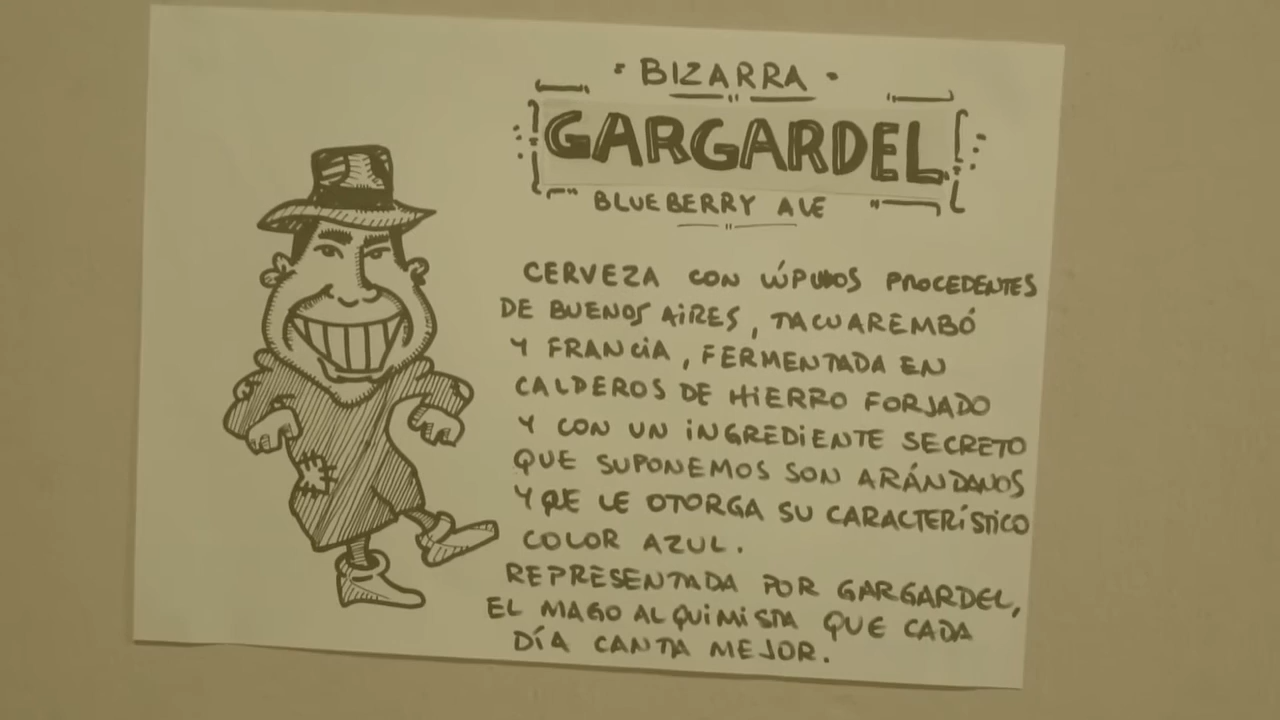 BIZARRA
GARGARDEL
BLUEBERRY ALE
CERVEZA CON LÚPULOS PROCEDENTES
DE BUENOS AIRES, TACUAREMBÓ
Y FRANCIA, FERMENTADA EN
CALDEROS DE HIERRO FORJADO
Y CON UN INGREDIENTE SECRETO
QUE SUPONEMOS SON ARÁNDANOS
Y QUE LE OTORGA SU CARACTERÍSTICO
COLOR AZUL.
REPRESENTADA POR GARGARDEL,
EL MAGO ALQUIMISTA QUE CADA
DÍA CANTA MEJOR.